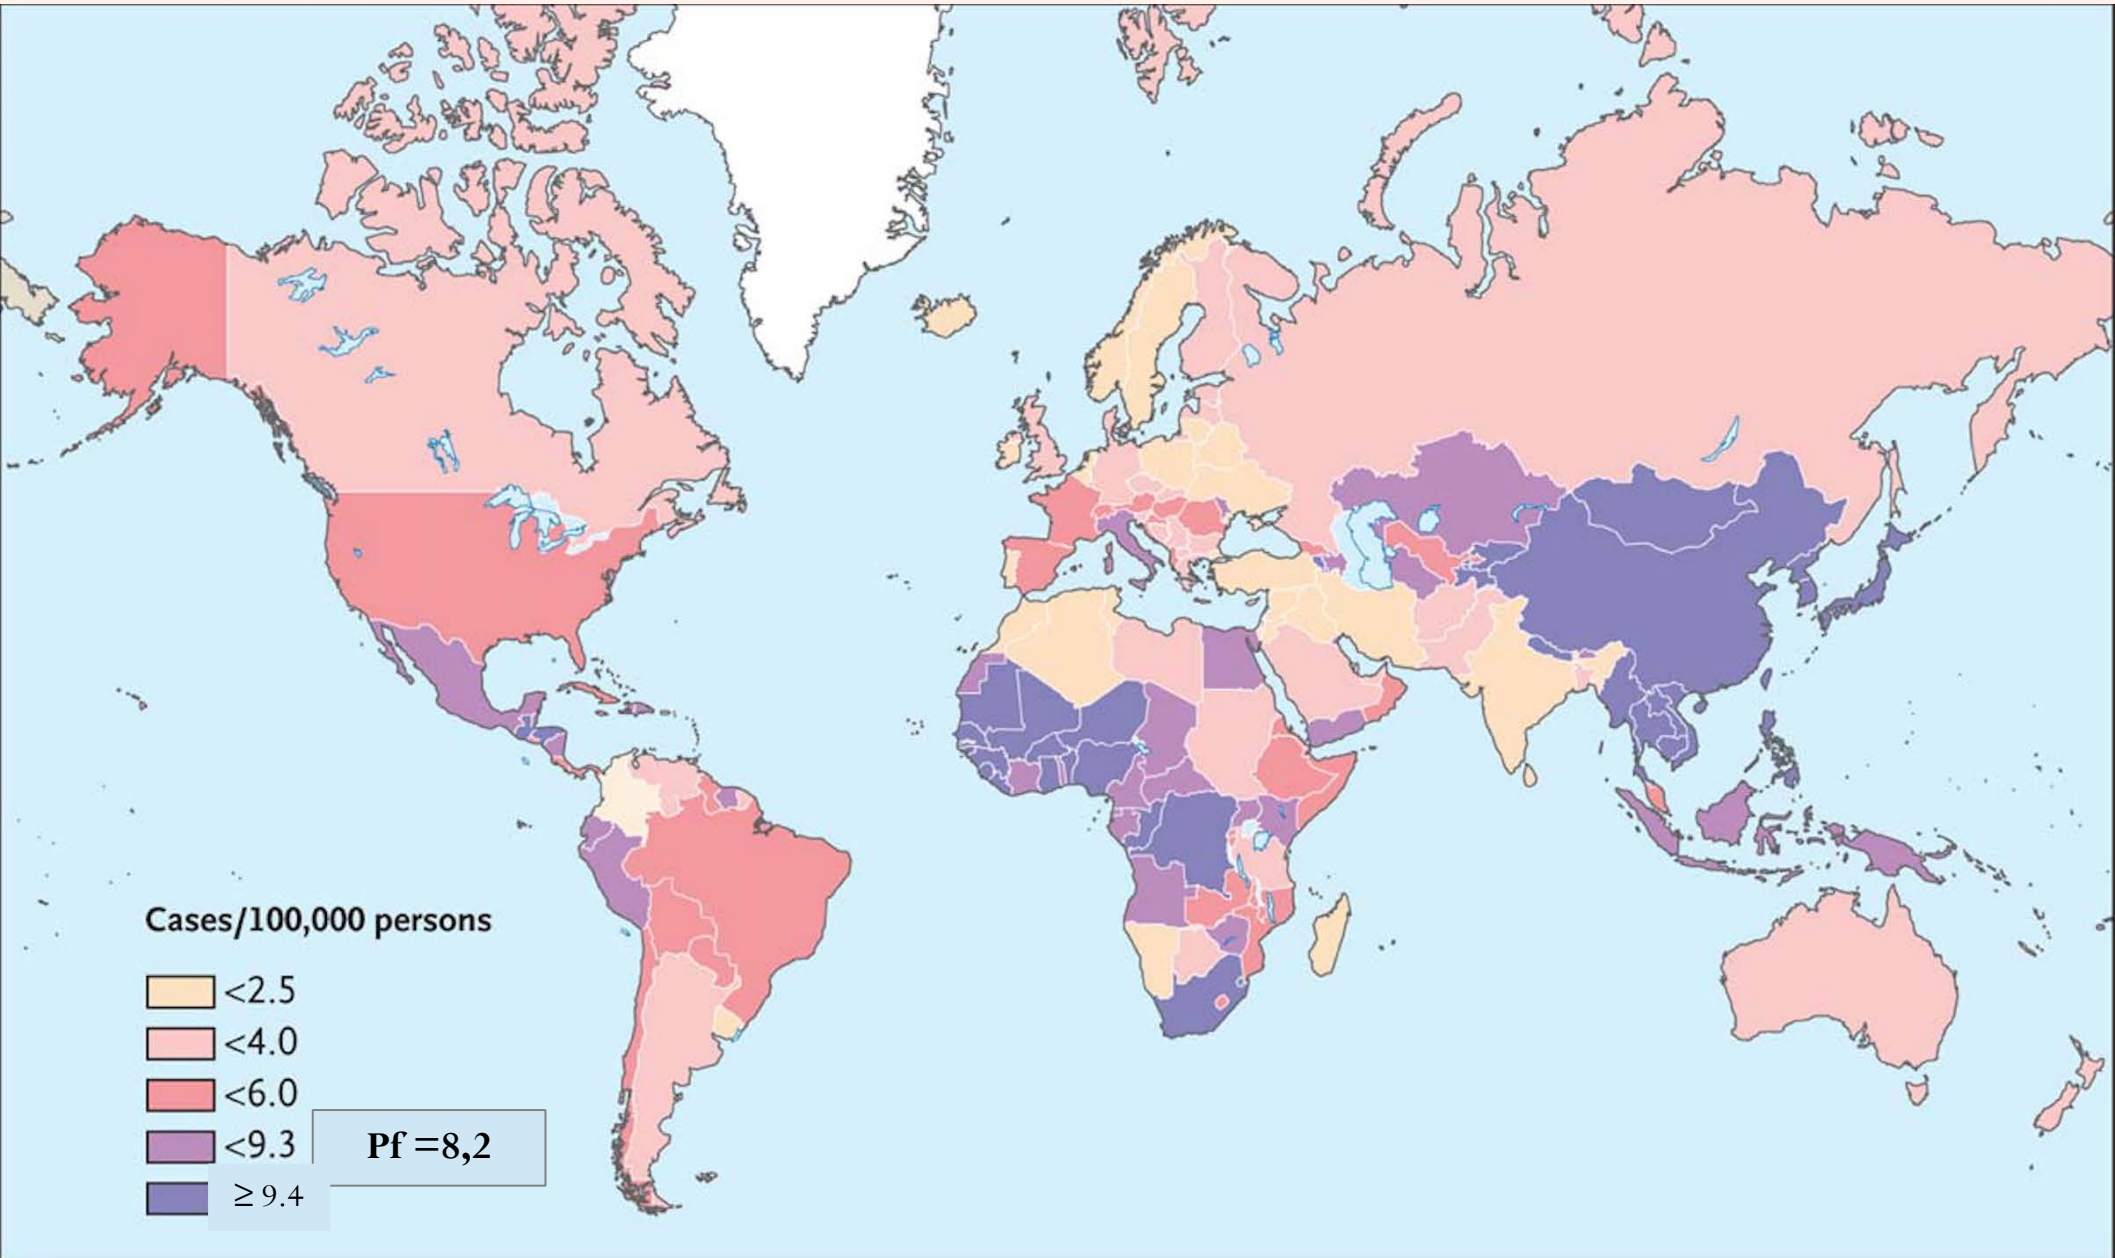 Cases/100,000 persons
<2.5
<4.0
<6.0
<9.3
Pf =8,2
≥ 9.4